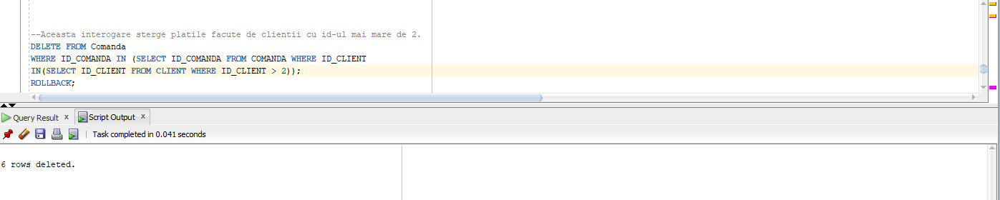 --Aceasta interogare sterge platile facute de clientii cu id-ul mai mare de 2.
DELETE FROM Comanda
WHERE ID_COMANDA IN (SELECT ID_COMANDA FROM COMANDA WHERE ID_CLIENT
IN(SELECT ID_CLIENT FROM CLIENT WHERE ID_CLIENT > 2));
ROLLBACK;
Query Result x Script Output x
Task completed in 0.041 seconds
6 rows deleted.